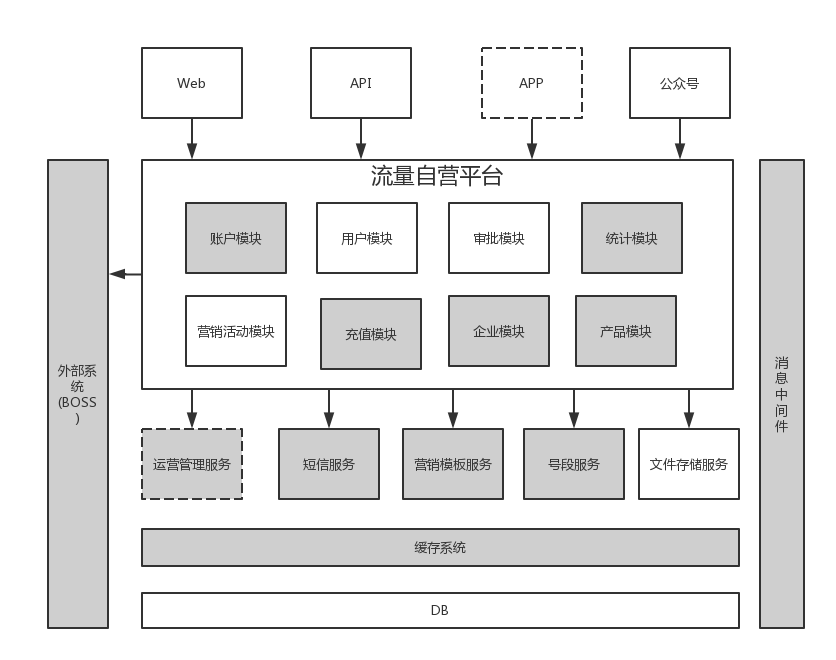 Web
API
APP
公众号
流量自营平台
账户模块
用户模块
审批模块
统计模块
营销活动模块
充值模块
企业模块
产品模块
外部系
统
(BOSS
)
消
息
中
间
件
运营管理服务
短信服务
营销模板服务
号段服务
文件存储服务
缓存系统
DB